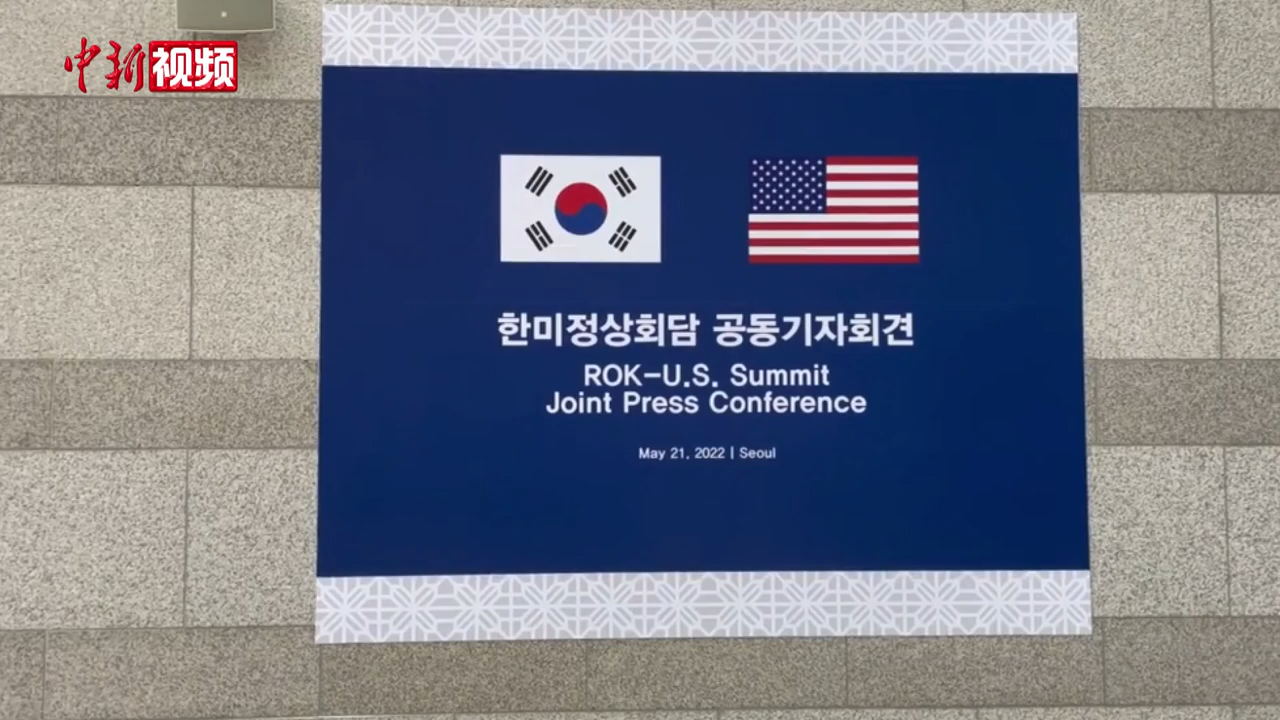 中新视频
한미정상회담 공동기자회견
ROK-U.S. Summit
Joint Press Conference
May 21, 2022 | Seoul